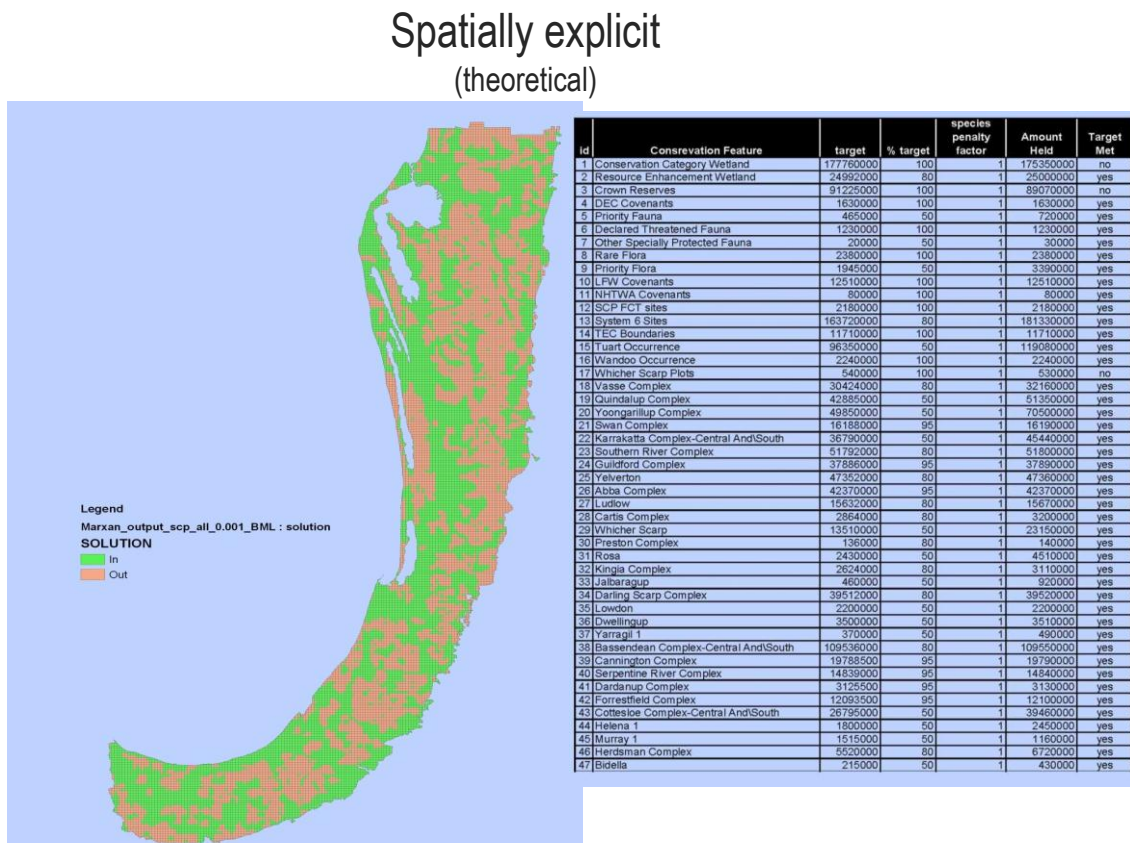 Spatially explicit
(theoretical)
id Consrevation Feature target % target species penalty factor Amount Held Target Met
1 Conservation Category Wetland 177760000 100 1 175350000 no
2 Resource Enhancement Wetland 24992000 80 1 25000000 yes
3 Crown Reserves 91225000 100 1 89070000 no
4 DEC Covenants 1630000 100 1 1630000 yes
5 Priority Fauna 465000 50 1 720000 yes
6 Declared Threatened Fauna 1230000 100 1 1230000 yes
7 Other Specially Protected Fauna 20000 50 1 30000 yes
8 Rare Flora 2380000 100 1 2380000 yes
9 Priority Flora 1945000 50 1 3390000 yes
10 LFW Covenants 12510000 100 1 12510000 yes
11 NHTWA Covenants 80000 100 1 80000 yes
12 SCP FCT sites 2180000 100 1 2180000 yes
13 System 6 Sites 163720000 80 1 181330000 yes
14 TEC Boundaries 11710000 100 1 11710000 yes
15 Tuart Occurrence 96350000 50 1 119080000 yes
16 Wandoo Occurrence 2240000 100 1 2240000 yes
17 Whicher Scarp Plots 540000 100 1 530000 no
18 Vasse Complex 30424000 80 1 32160000 yes
19 Quindalup Complex 42885000 50 1 51350000 yes
20 Yoongarillup Complex 49850000 50 1 70500000 yes
21 Swan Complex 16188000 95 1 16190000 yes
22 Karrakatta Complex-Central And\South 36790000 50 1 45440000 yes
23 Southern River Complex 51792000 80 1 51800000 yes
24 Guildford Complex 37886000 95 1 37890000 yes
25 Yelverton 47352000 80 1 47360000 yes
26 Abba Complex 42370000 95 1 42370000 yes
27 Ludlow 15632000 80 1 15670000 yes
28 Cartis Complex 2864000 80 1 3200000 yes
29 Whicher Scarp 13510000 50 1 23150000 yes
30 Preston Complex 136000 80 1 140000 yes
31 Rosa 2430000 50 1 4510000 yes
32 Kingia Complex 2624000 80 1 3110000 yes
33 Jalbaragup 460000 50 1 920000 yes
34 Darling Scarp Complex 39512000 80 1 39520000 yes
35 Lowdon 2200000 50 1 2200000 yes
36 Dwellingup 3500000 50 1 3510000 yes
37 Yarragil 1 370000 50 1 490000 yes
38 Bassendean Complex-Central And\South 109536000 80 1 109550000 yes
39 Cannington Complex 19788500 95 1 19790000 yes
40 Serpentine River Complex 14839000 95 1 14840000 yes
41 Dardanup Complex 3125500 95 1 3130000 yes
42 Forrestfield Complex 12093500 95 1 12100000 yes
43 Cottesloe Complex-Central And\South 26795000 50 1 39460000 yes
44 Helena 1 1800000 50 1 2450000 yes
45 Murray 1 1515000 50 1 1160000 yes
46 Herdsman Complex 5520000 80 1 6720000 yes
47 Bidella 215000 50 1 430000 yes
Legend
Marxan_output_scp_all_0.001_BML : solution
SOLUTION
In
Out